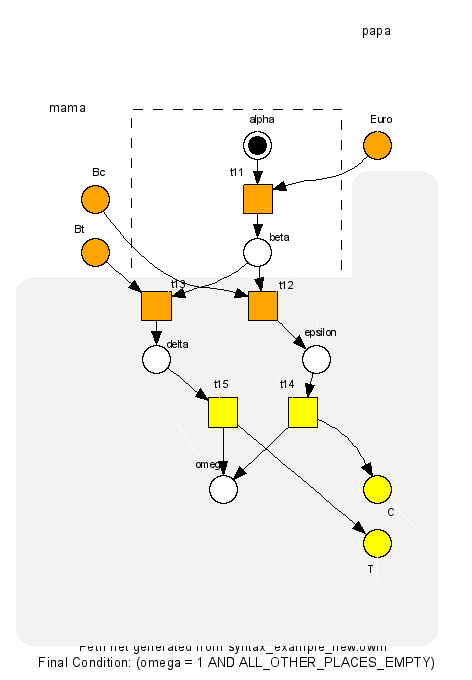 papa
mama
alpha
Euro
t11
Bc
Bt
beta
t13
t12
delta
epsilon
t15
t14
omega
C
T
Petri net generated from syntax_example_new.owfn
Final Condition: (omega = 1 AND ALL_OTHER_PLACES_EMPTY)